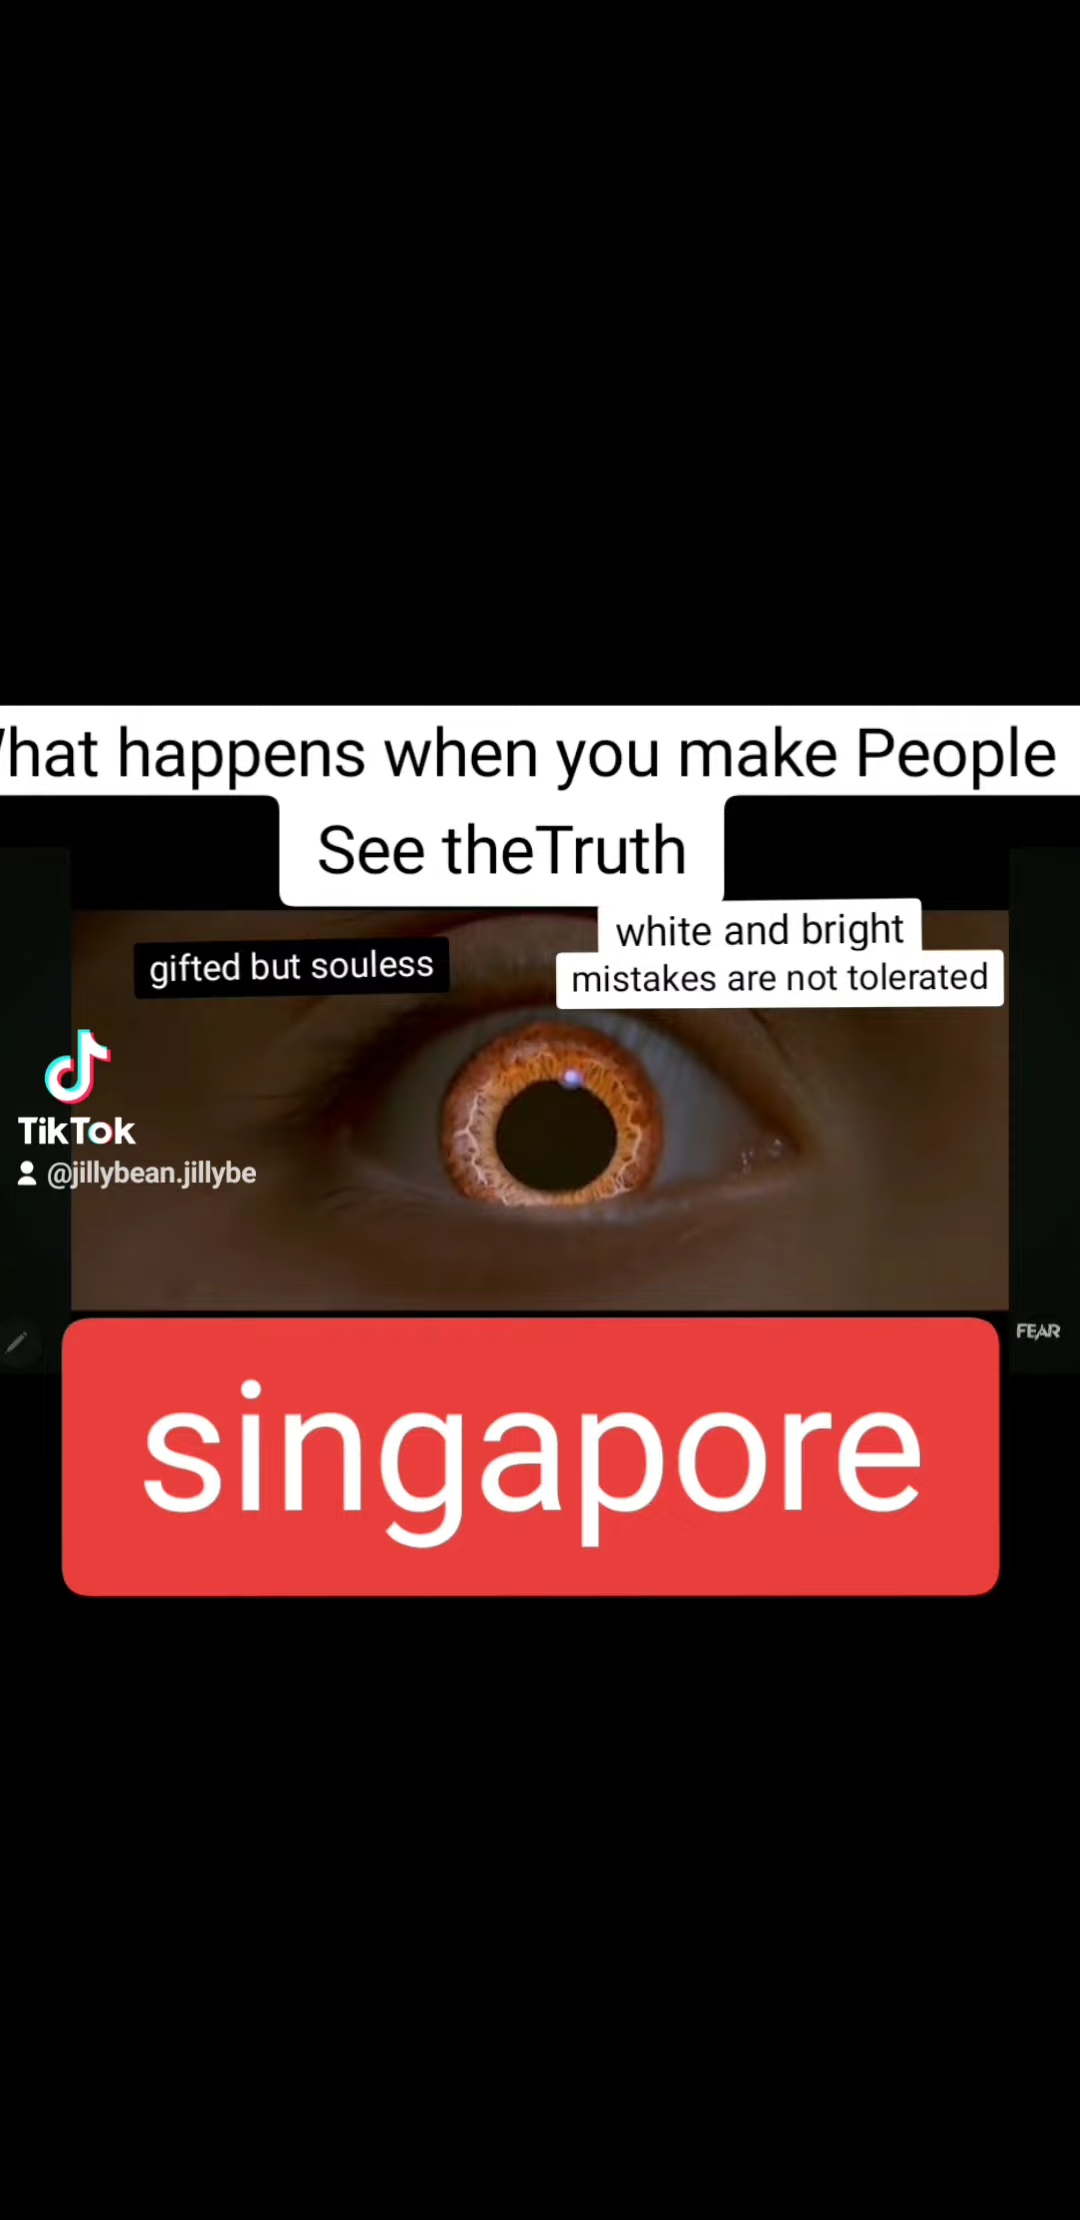 hat happens when you make People
See theTruth
gifted but souless
white and bright
mistakes are not tolerated
TikTok
@jillybean.jillybe
FEAR
singapore